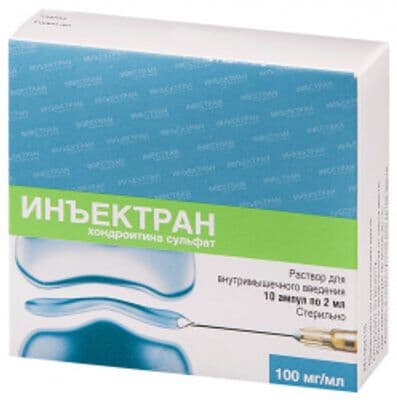 ИНЪЕКТРАН
хондроитина сульфат
Раствор для
внутримышечного введения
10 ампул по 2 мл
Стерильно
100 мг/мл